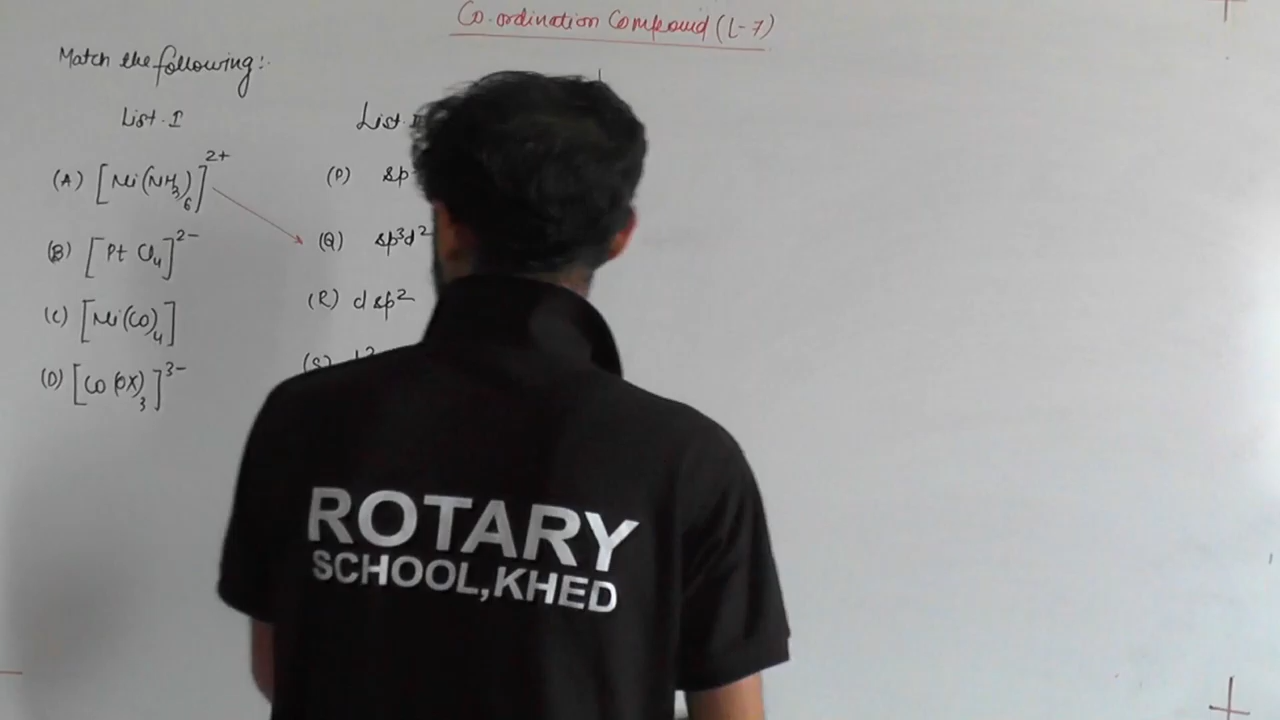 Co-ordination Compound (L-7)
Match the following:-
List-I List-
(A) [Ni(NH3)6]2+ (P) sp
(B) [PtCl4]2- (Q) sp3d2
(C) [Ni(CO)4] (R) dsp2
(D) [Co(OX)3]3- (S)
ROTARY
SCHOOL,KHED